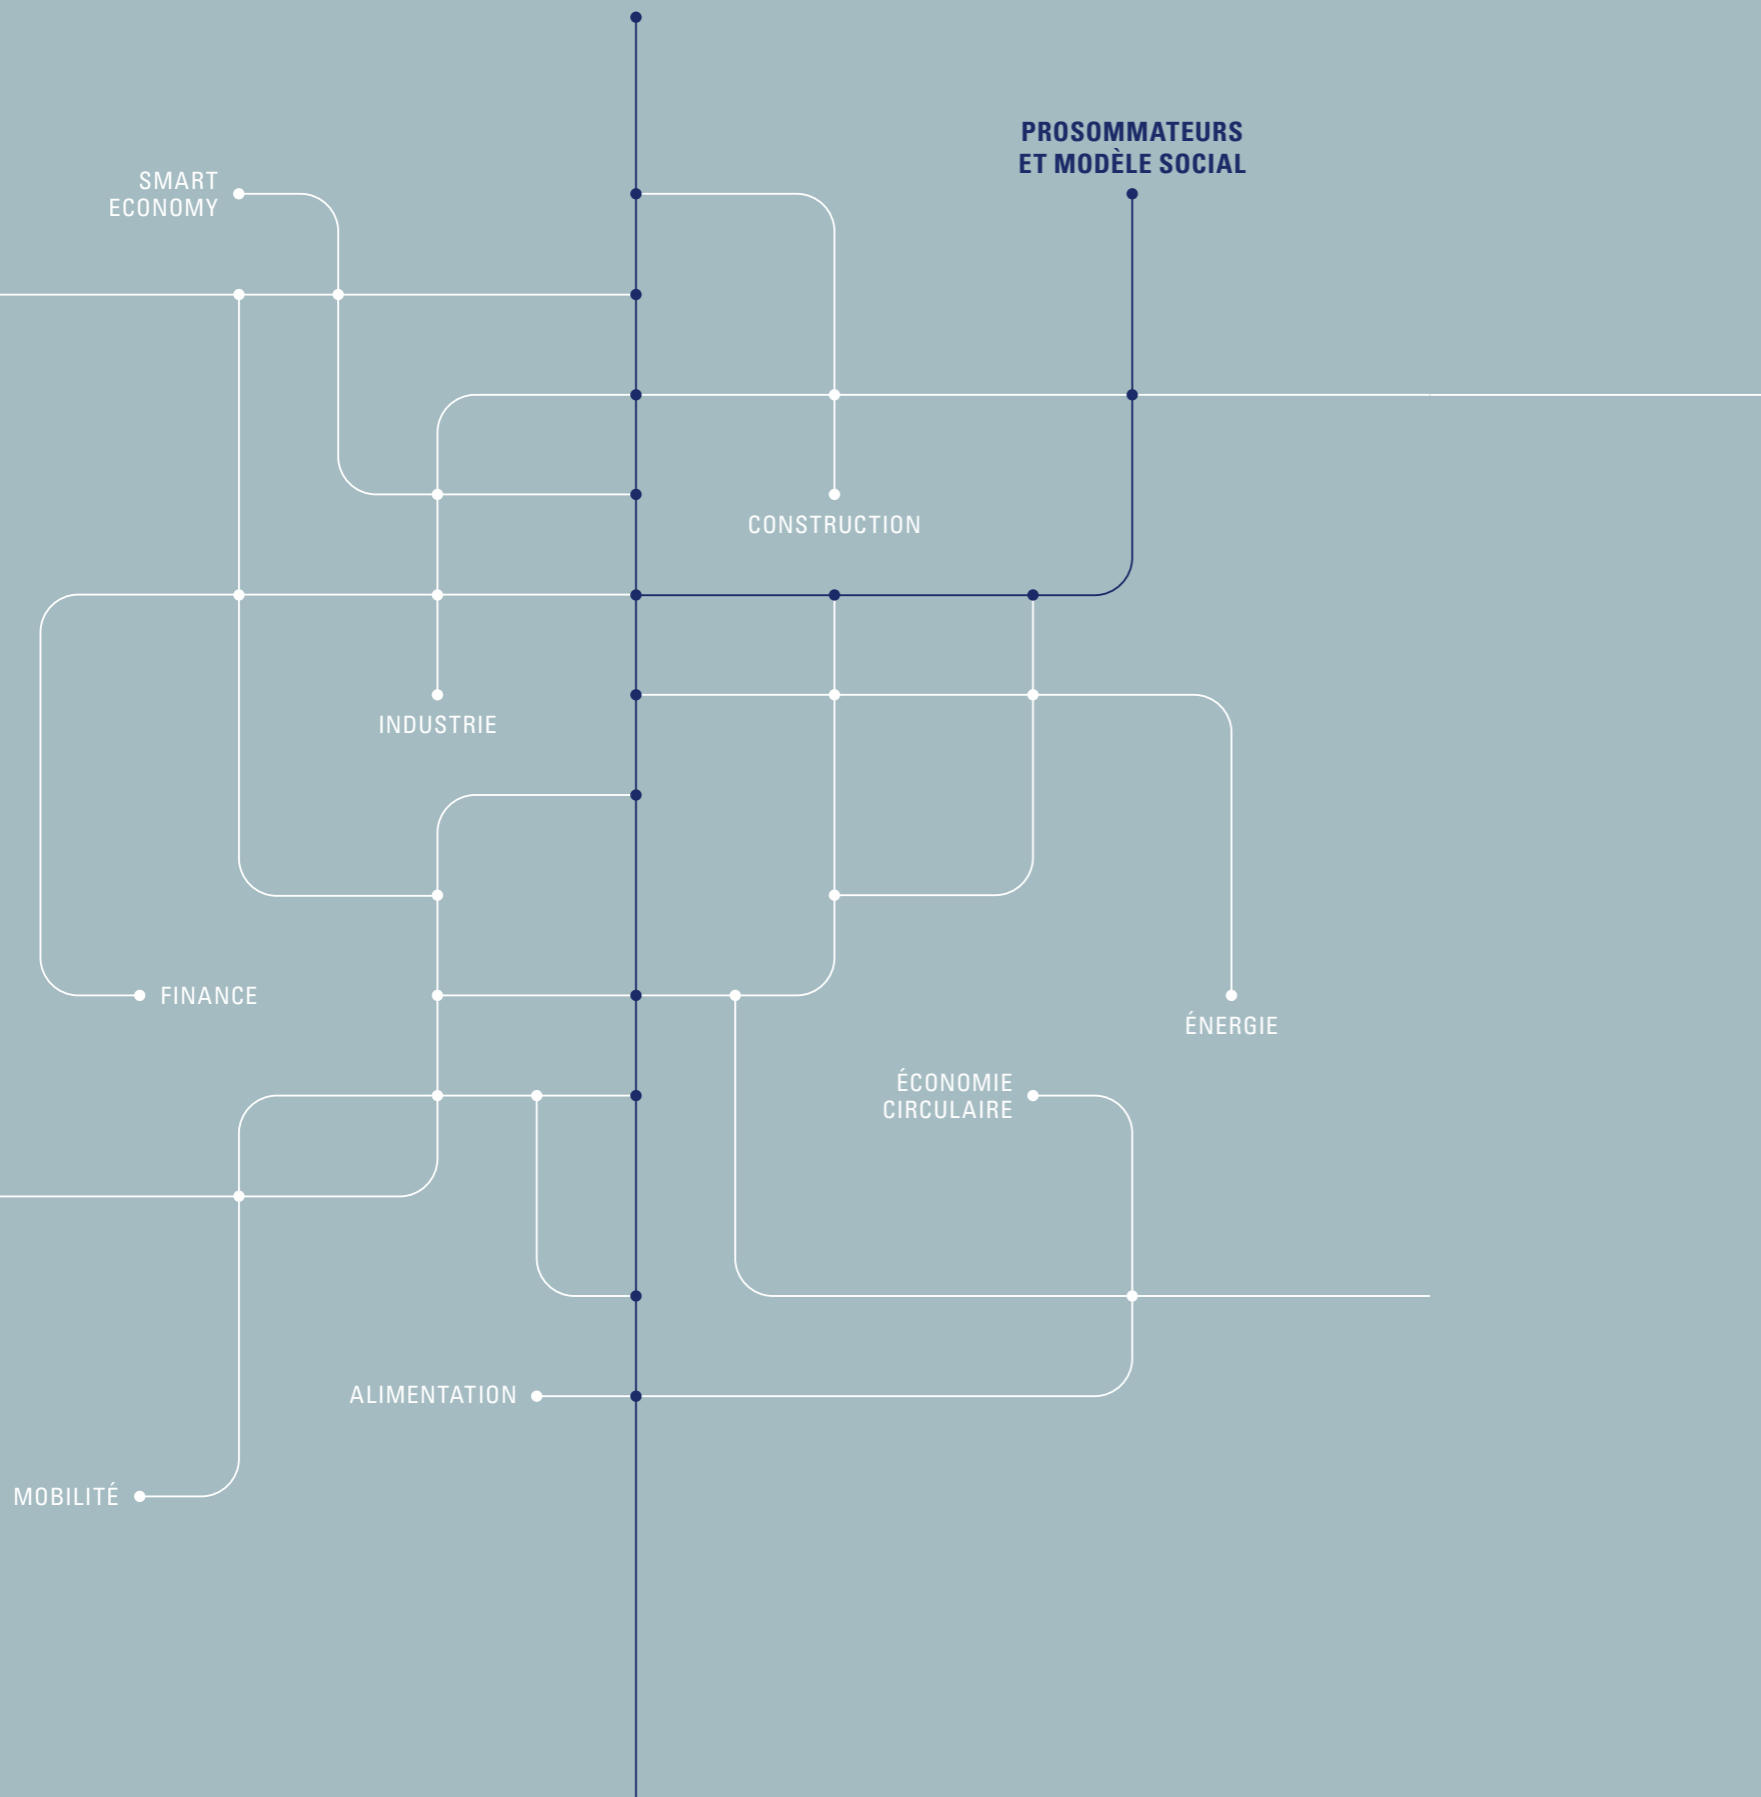 PROSOMMATEURS
ET MODÈLE SOCIAL
SMART
ECONOMY
CONSTRUCTION
INDUSTRIE
FINANCE
ÉNERGIE
ÉCONOMIE
CIRCULAIRE
ALIMENTATION
MOBILITÉ